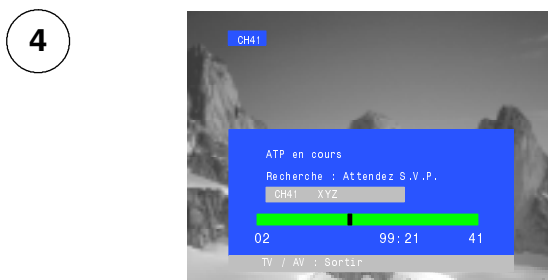 4
CH41
ATP en cours
Recherche : Attendez S.V.P.
CH41 XYZ
02 99:21 41
TV / AV : Sortir